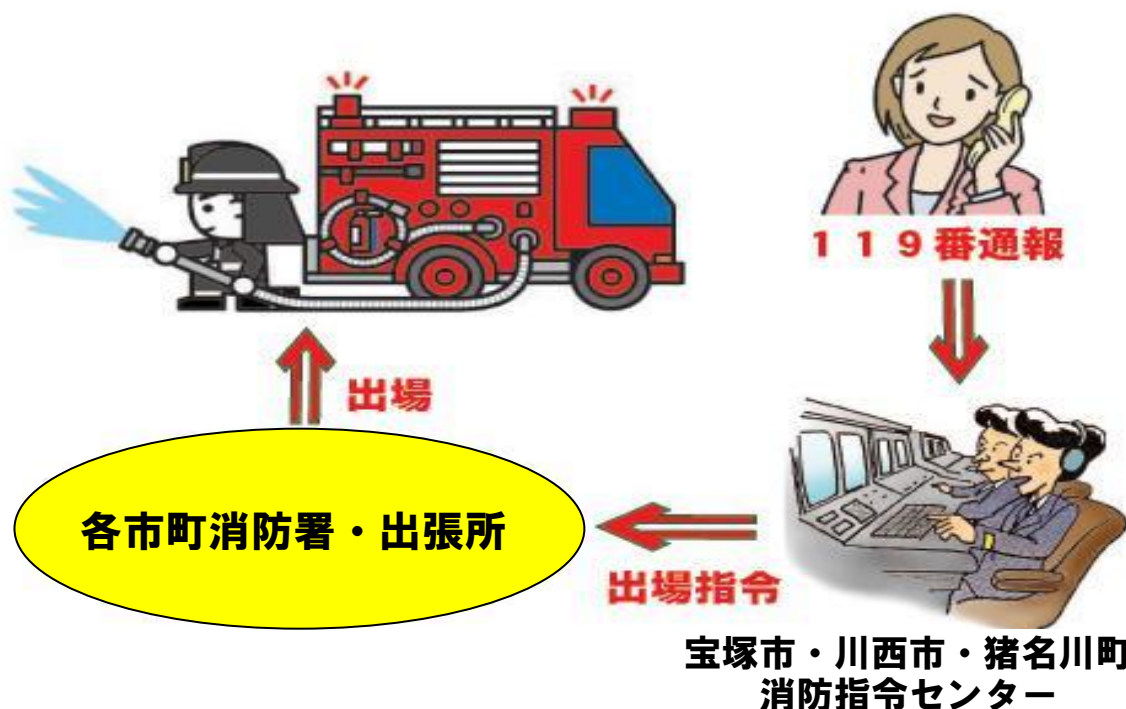 １１９番通報
出場
各市町消防署・出張所
出場指令
宝塚市・川西市・猪名川町
消防指令センター